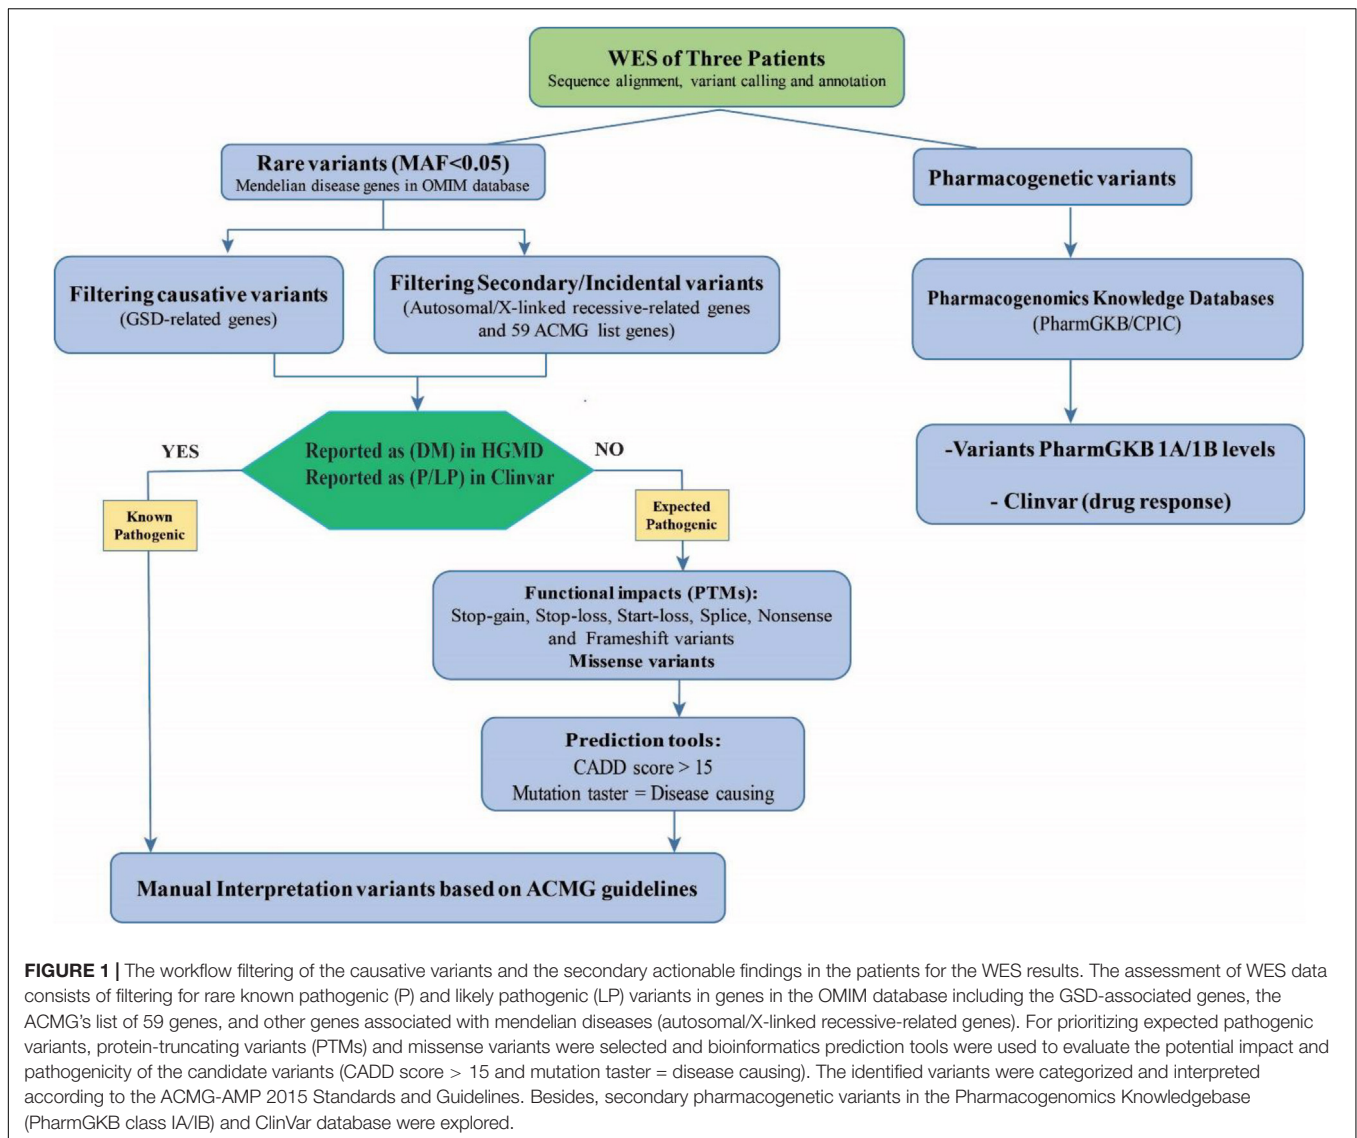 WES of Three Patients
Sequence alignment, variant calling and annotation
Rare variants (MAF<0.05)
Mendelian disease genes in OMIM database
Pharmacogenetic variants
Filtering causative variants
(GSD-related genes)
Filtering Secondary/Incidental variants
(Autosomal/X-linked recessive-related genes
and 59 ACMG list genes)
Pharmacogenomics Knowledge Databases
(PharmGKB/CPIC)
YES
Reported as (DM) in HGMD
Reported as (P/LP) in Clinvar
NO
-Variants PharmGKB 1A/1B levels
- Clinvar (drug response)
Known
Pathogenic
Expected
Pathogenic
Functional impacts (PTMs):
Stop-gain, Stop-loss, Start-loss, Splice, Nonsense
and Frameshift variants
Missense variants
Prediction tools:
CADD score > 15
Mutation taster = Disease causing
Manual Interpretation variants based on ACMG guidelines
FIGURE 1 | The workflow filtering of the causative variants and the secondary actionable findings in the patients for the WES results. The assessment of WES data
consists of filtering for rare known pathogenic (P) and likely pathogenic (LP) variants in genes in the OMIM database including the GSD-associated genes, the
ACMG's list of 59 genes, and other genes associated with mendelian diseases (autosomal/X-linked recessive-related genes). For prioritizing expected pathogenic
variants, protein-truncating variants (PTMs) and missense variants were selected and bioinformatics prediction tools were used to evaluate the potential impact and
pathogenicity of the candidate variants (CADD score > 15 and mutation taster = disease causing). The identified variants were categorized and interpreted
according to the ACMG-AMP 2015 Standards and Guidelines. Besides, secondary pharmacogenetic variants in the Pharmacogenomics Knowledgebase
(PharmGKB class IA/IB) and ClinVar database were explored.